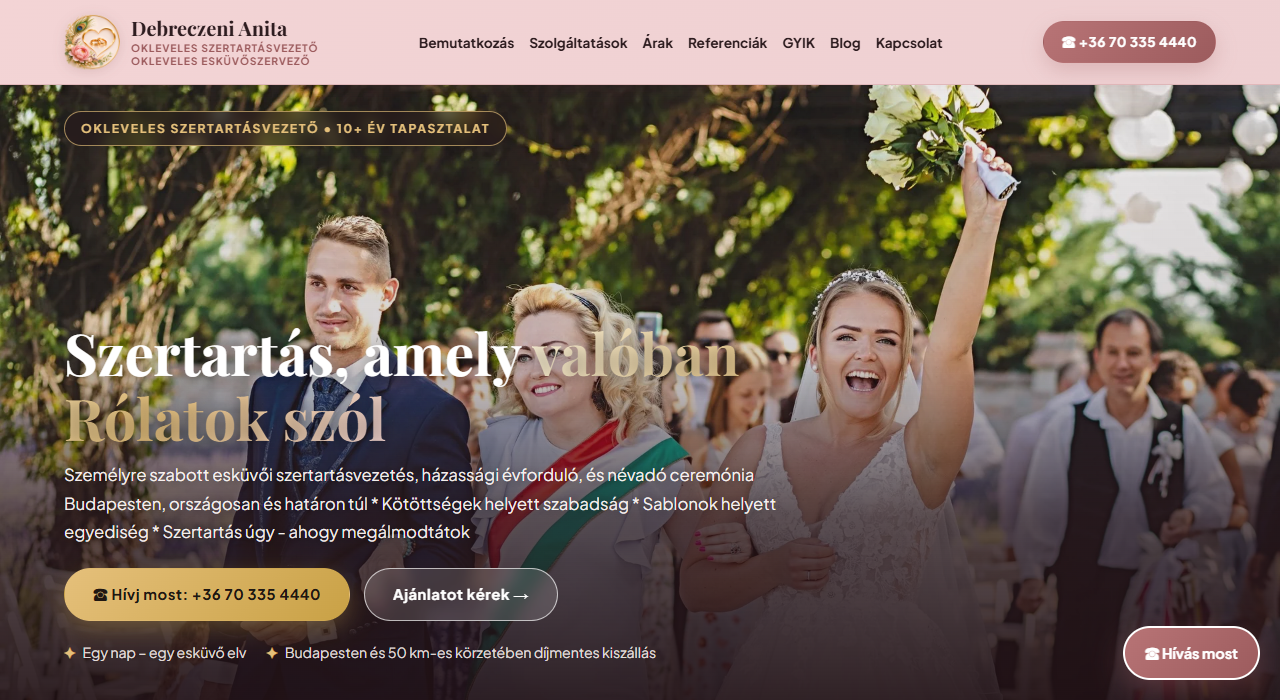 Debreczeni Anita
OKLEVELES SZERTARTÁSVEZETŐ
OKLEVELES ESKÜVŐSZERVEZŐ
Bemutatkozás Szolgáltatások Árak Referenciák GYIK Blog Kapcsolat
☎ +36 70 335 4440
OKLEVELES SZERTARTÁSVEZETŐ ● 10+ ÉV TAPASZTALAT
Szertartás, amely valóban
Rólatok szól
Személyre szabott esküvői szertartásvezetés, házassági évforduló, és névadó ceremónia
Budapesten, országosan és határon túl * Kötöttségek helyett szabadság * Sablonok helyett
egyediség * Szertartás úgy - ahogy megálmodtátok
☎ Hívj most: +36 70 335 4440
Ajánlatot kérek →
✦ Egy nap – egy esküvő elv ✦ Budapesten és 50 km-es körzetében díjmentes kiszállás
☎ Hívás most